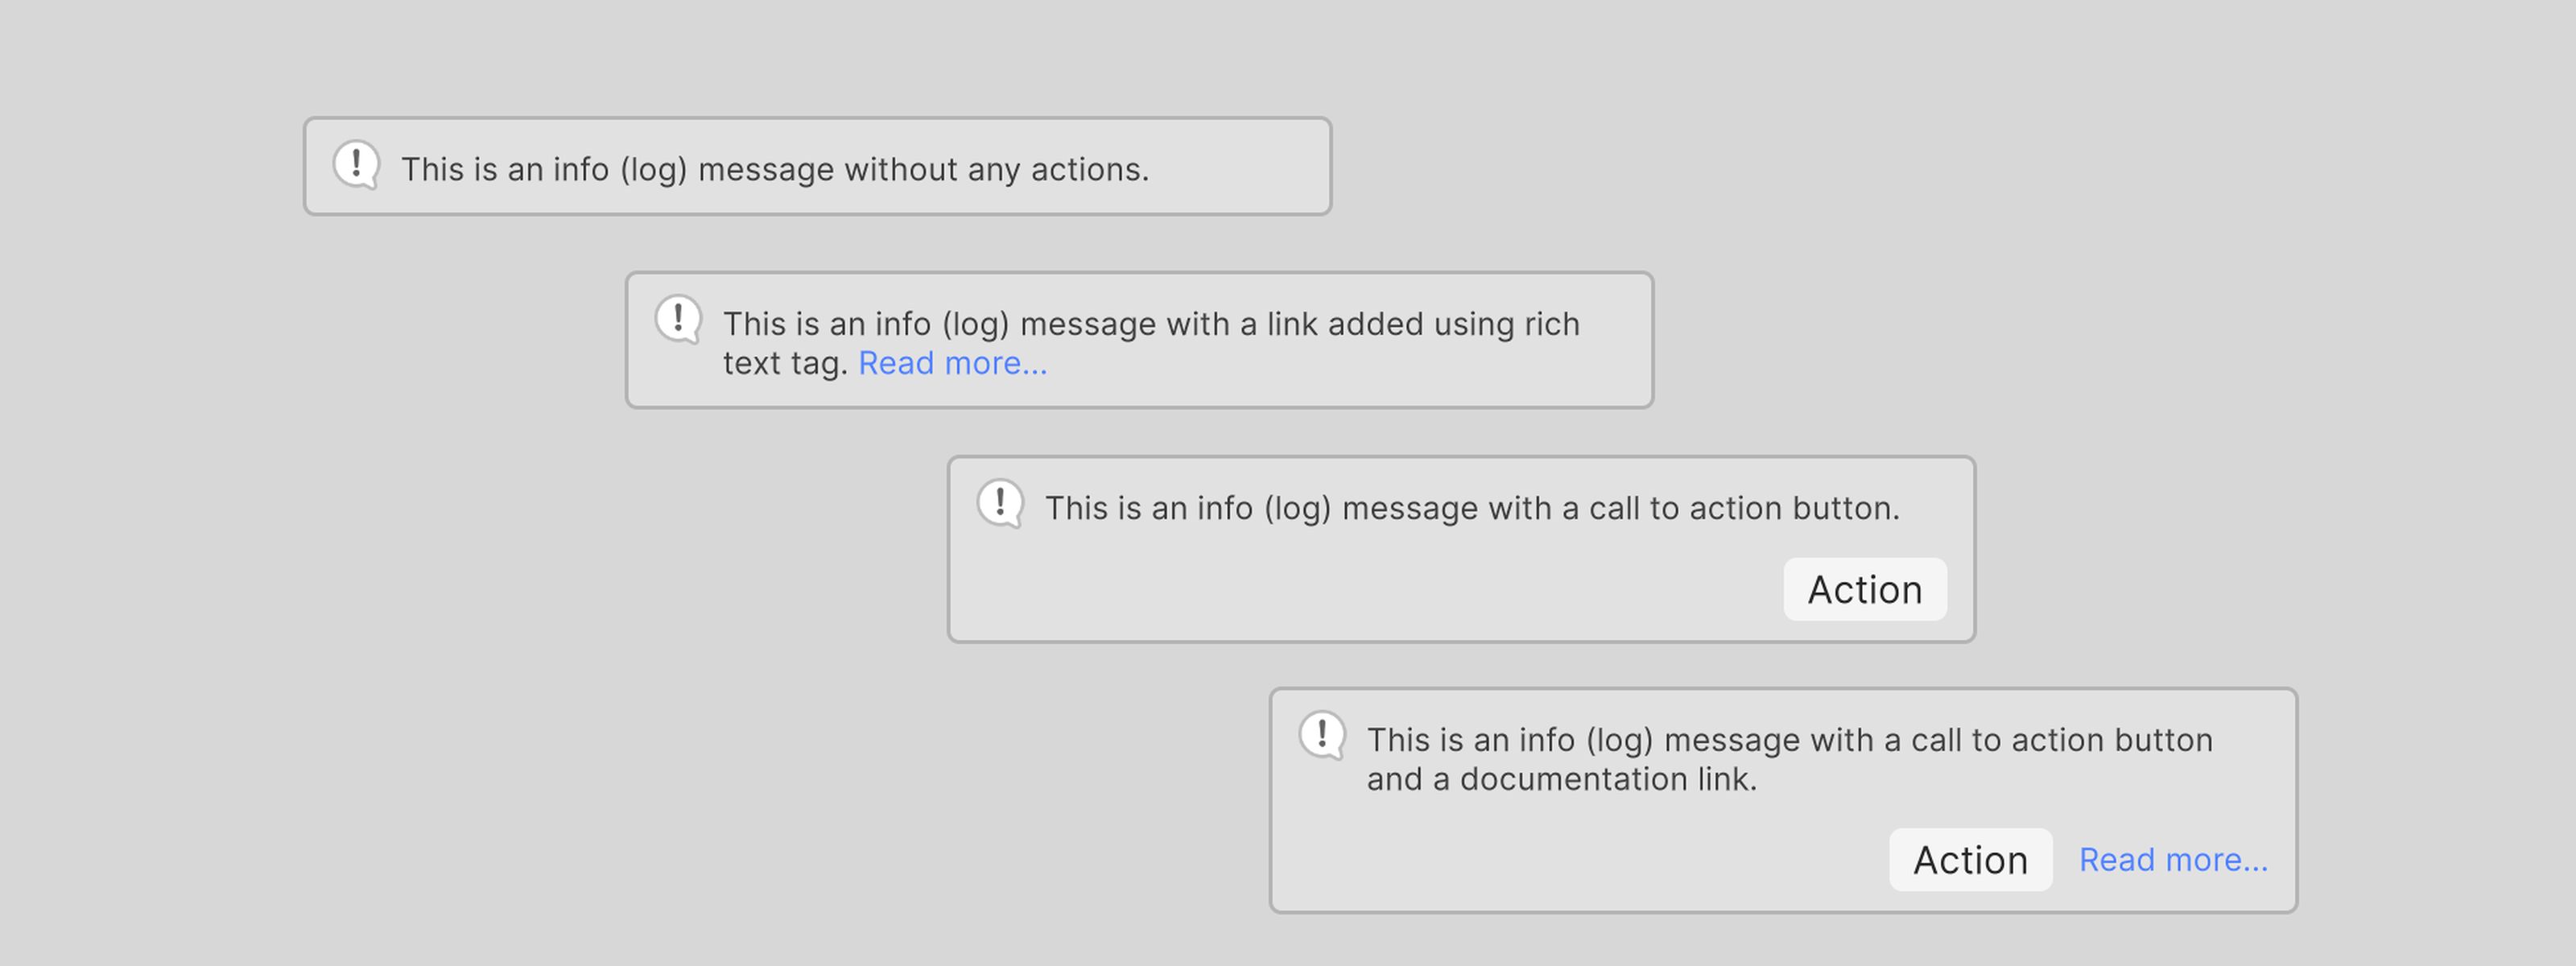 This is an info (log) message without any actions.
This is an info (log) message with a link added using rich
text tag. Read more...
This is an info (log) message with a call to action button.
Action
This is an info (log) message with a call to action button
and a documentation link.
Action Read more...